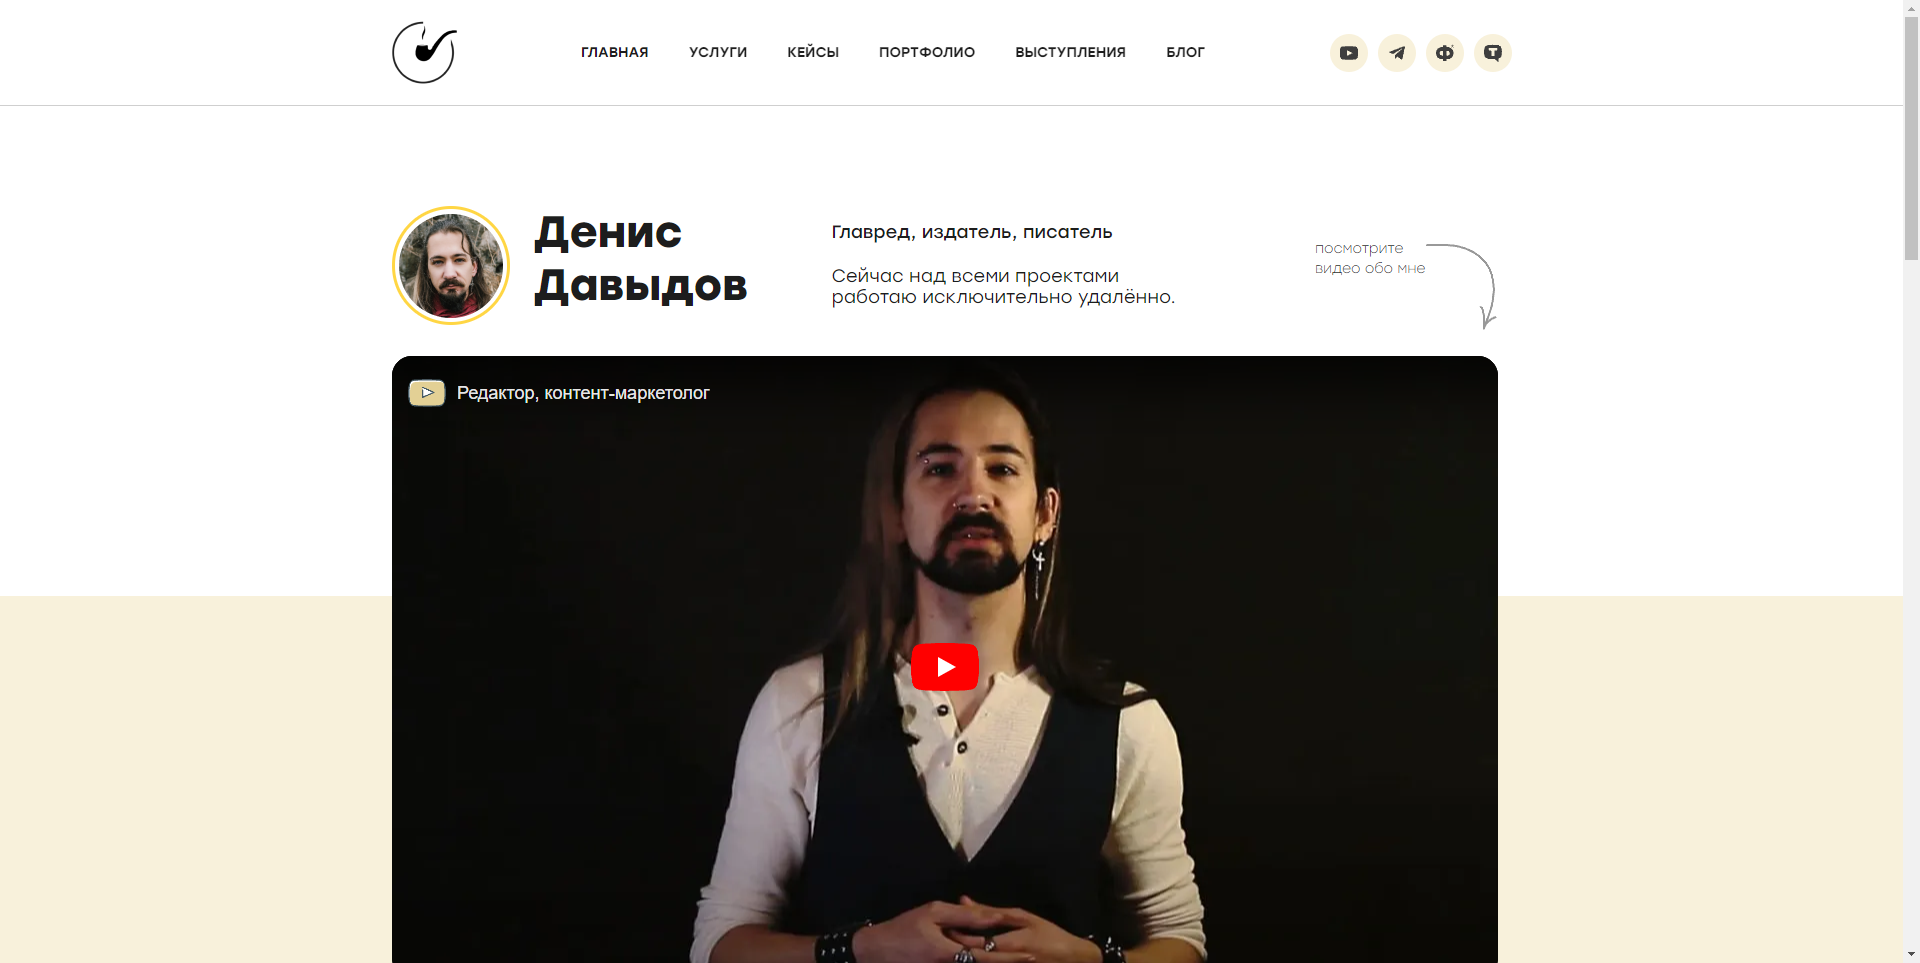 ГЛАВНАЯ УСЛУГИ КЕЙСЫ ПОРТФОЛИО ВЫСТУПЛЕНИЯ БЛОГ
Денис
Давыдов
Главред, издатель, писатель
Сейчас над всеми проектами
работаю исключительно удалённо.
посмотрите
видео обо мне
Редактор, контент-маркетолог